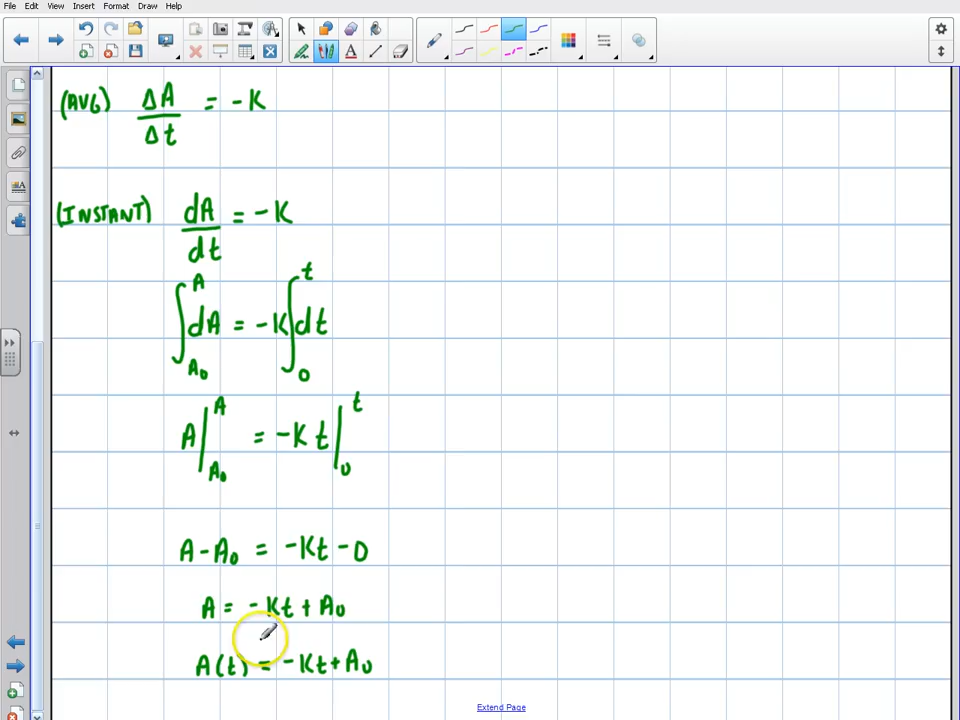 File Edit View Insert Format Draw Help
(AVG) ΔA/Δt = -K
(INSTANT) dA/dt = -K
∫_{A₀}^{A} dA = -K ∫_{0}^{t} dt
A |_{A₀}^{A} = -K t |_{0}^{t}
A - A₀ = -Kt - 0
A = -Kt + A₀
A(t) = -Kt + A₀
Extend Page